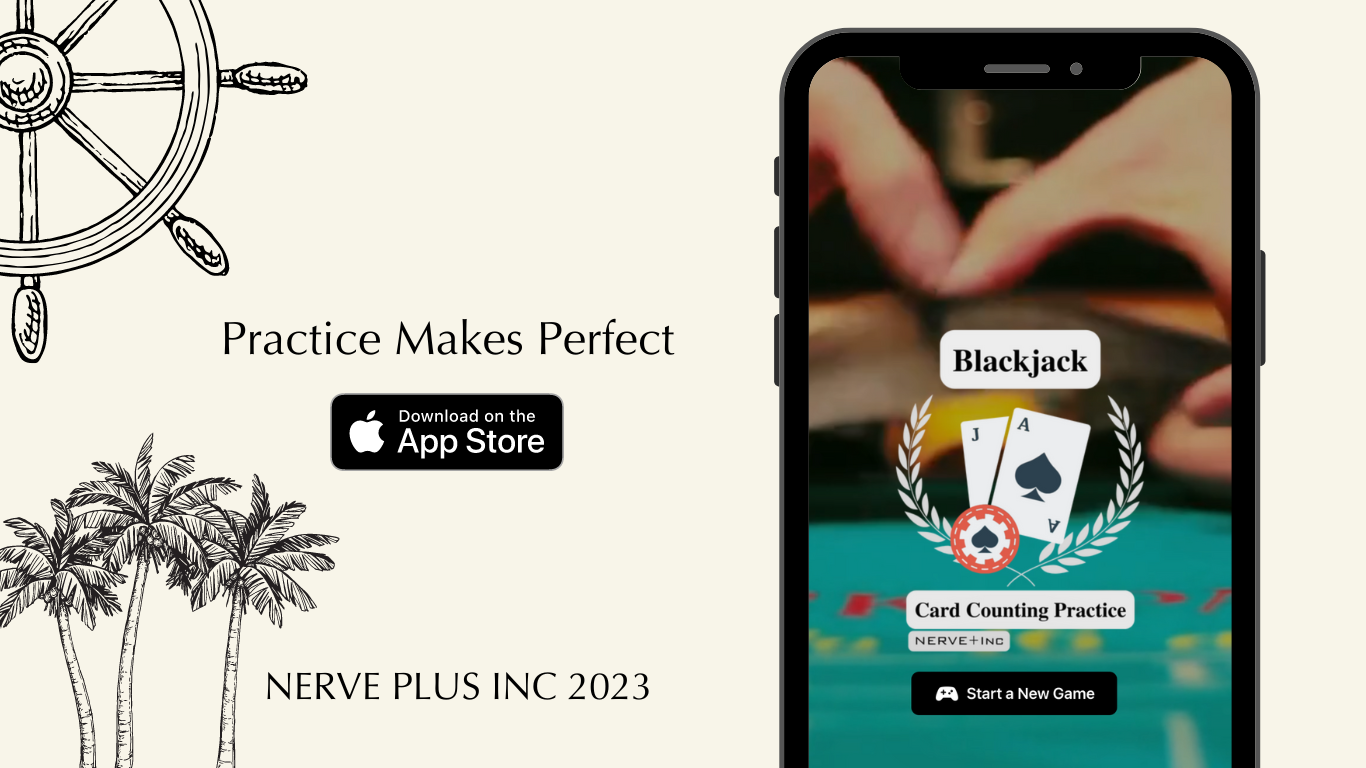 Practice Makes Perfect
Download on the
App Store
NERVE PLUS INC 2023
Blackjack
J
A
A
Card Counting Practice
NERVE+INC
Start a New Game